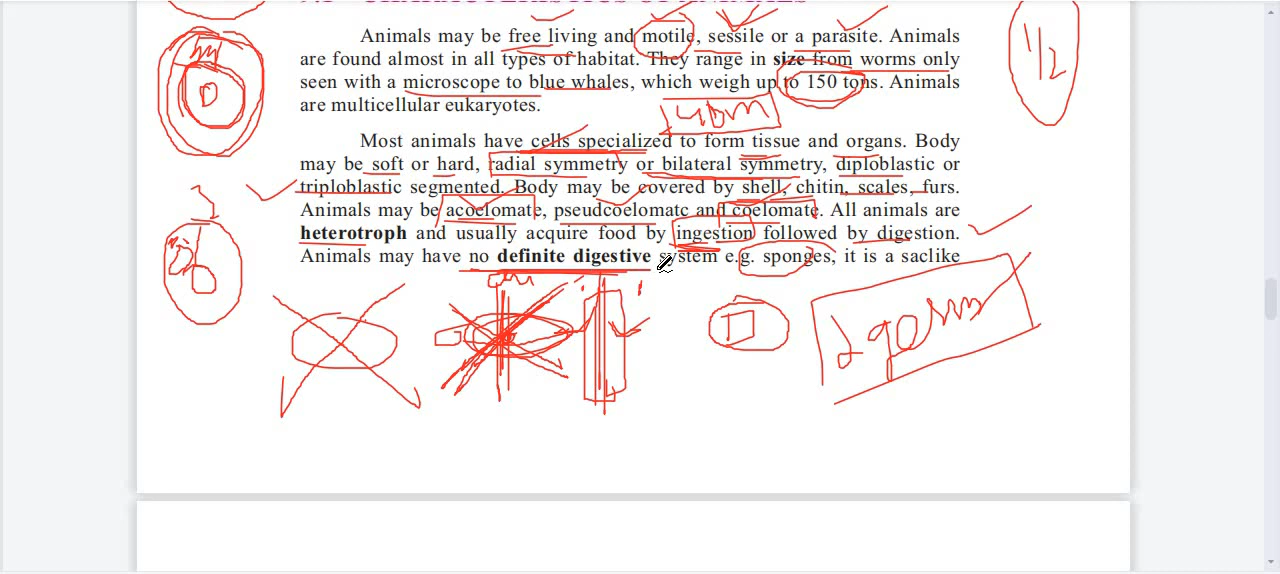 Animals may be free living and motile, sessile or a parasite. Animals
are found almost in all types of habitat. They range in size from worms only
seen with a microscope to blue whales, which weigh up to 150 tons. Animals
are multicellular eukaryotes.
Most animals have cells specialized to form tissue and organs. Body
may be soft or hard, radial symmetry or bilateral symmetry, diploblastic or
triploblastic segmented. Body may be covered by shell, chitin, scales, furs.
Animals may be acoelomate, pseudcoelomate and coelomate. All animals are
heterotroph and usually acquire food by ingestion followed by digestion.
Animals may have no definite digestive system e.g. sponges, it is a saclike
1/2